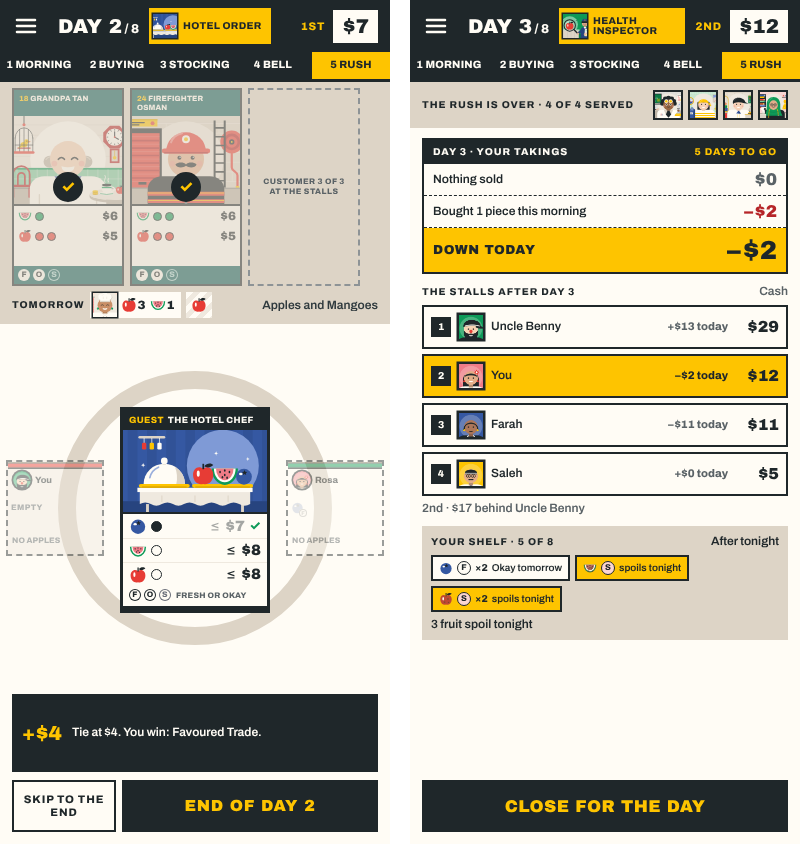 DAY 2 / 8
HOTEL ORDER
1ST
$7
1 MORNING
2 BUYING
3 STOCKING
4 BELL
5 RUSH
18 GRANDPA TAN
$6
$5
F O S
24 FIREFIGHTER
OSMAN
$6
$5
F O S
CUSTOMER 3 OF 3
AT THE STALLS
TOMORROW
3
1
Apples and Mangoes
You
EMPTY
NO APPLES
GUEST THE HOTEL CHEF
≤ $7
≤ $8
≤ $8
F O S FRESH OR OKAY
Rosa
NO APPLES
+$4 Tie at $4. You win: Favoured Trade.
SKIP TO THE
END
END OF DAY 2
DAY 3 / 8
HEALTH
INSPECTOR
2ND
$12
1 MORNING
2 BUYING
3 STOCKING
4 BELL
5 RUSH
THE RUSH IS OVER · 4 OF 4 SERVED
DAY 3 · YOUR TAKINGS
5 DAYS TO GO
Nothing sold
$0
Bought 1 piece this morning
–$2
DOWN TODAY
–$2
THE STALLS AFTER DAY 3
Cash
1 Uncle Benny +$13 today $29
2 You –$2 today $12
3 Farah –$11 today $11
4 Saleh +$0 today $5
2nd · $17 behind Uncle Benny
YOUR SHELF · 5 OF 8
After tonight
F ×2 Okay tomorrow
S spoils tonight
S ×2 spoils tonight
3 fruit spoil tonight
CLOSE FOR THE DAY